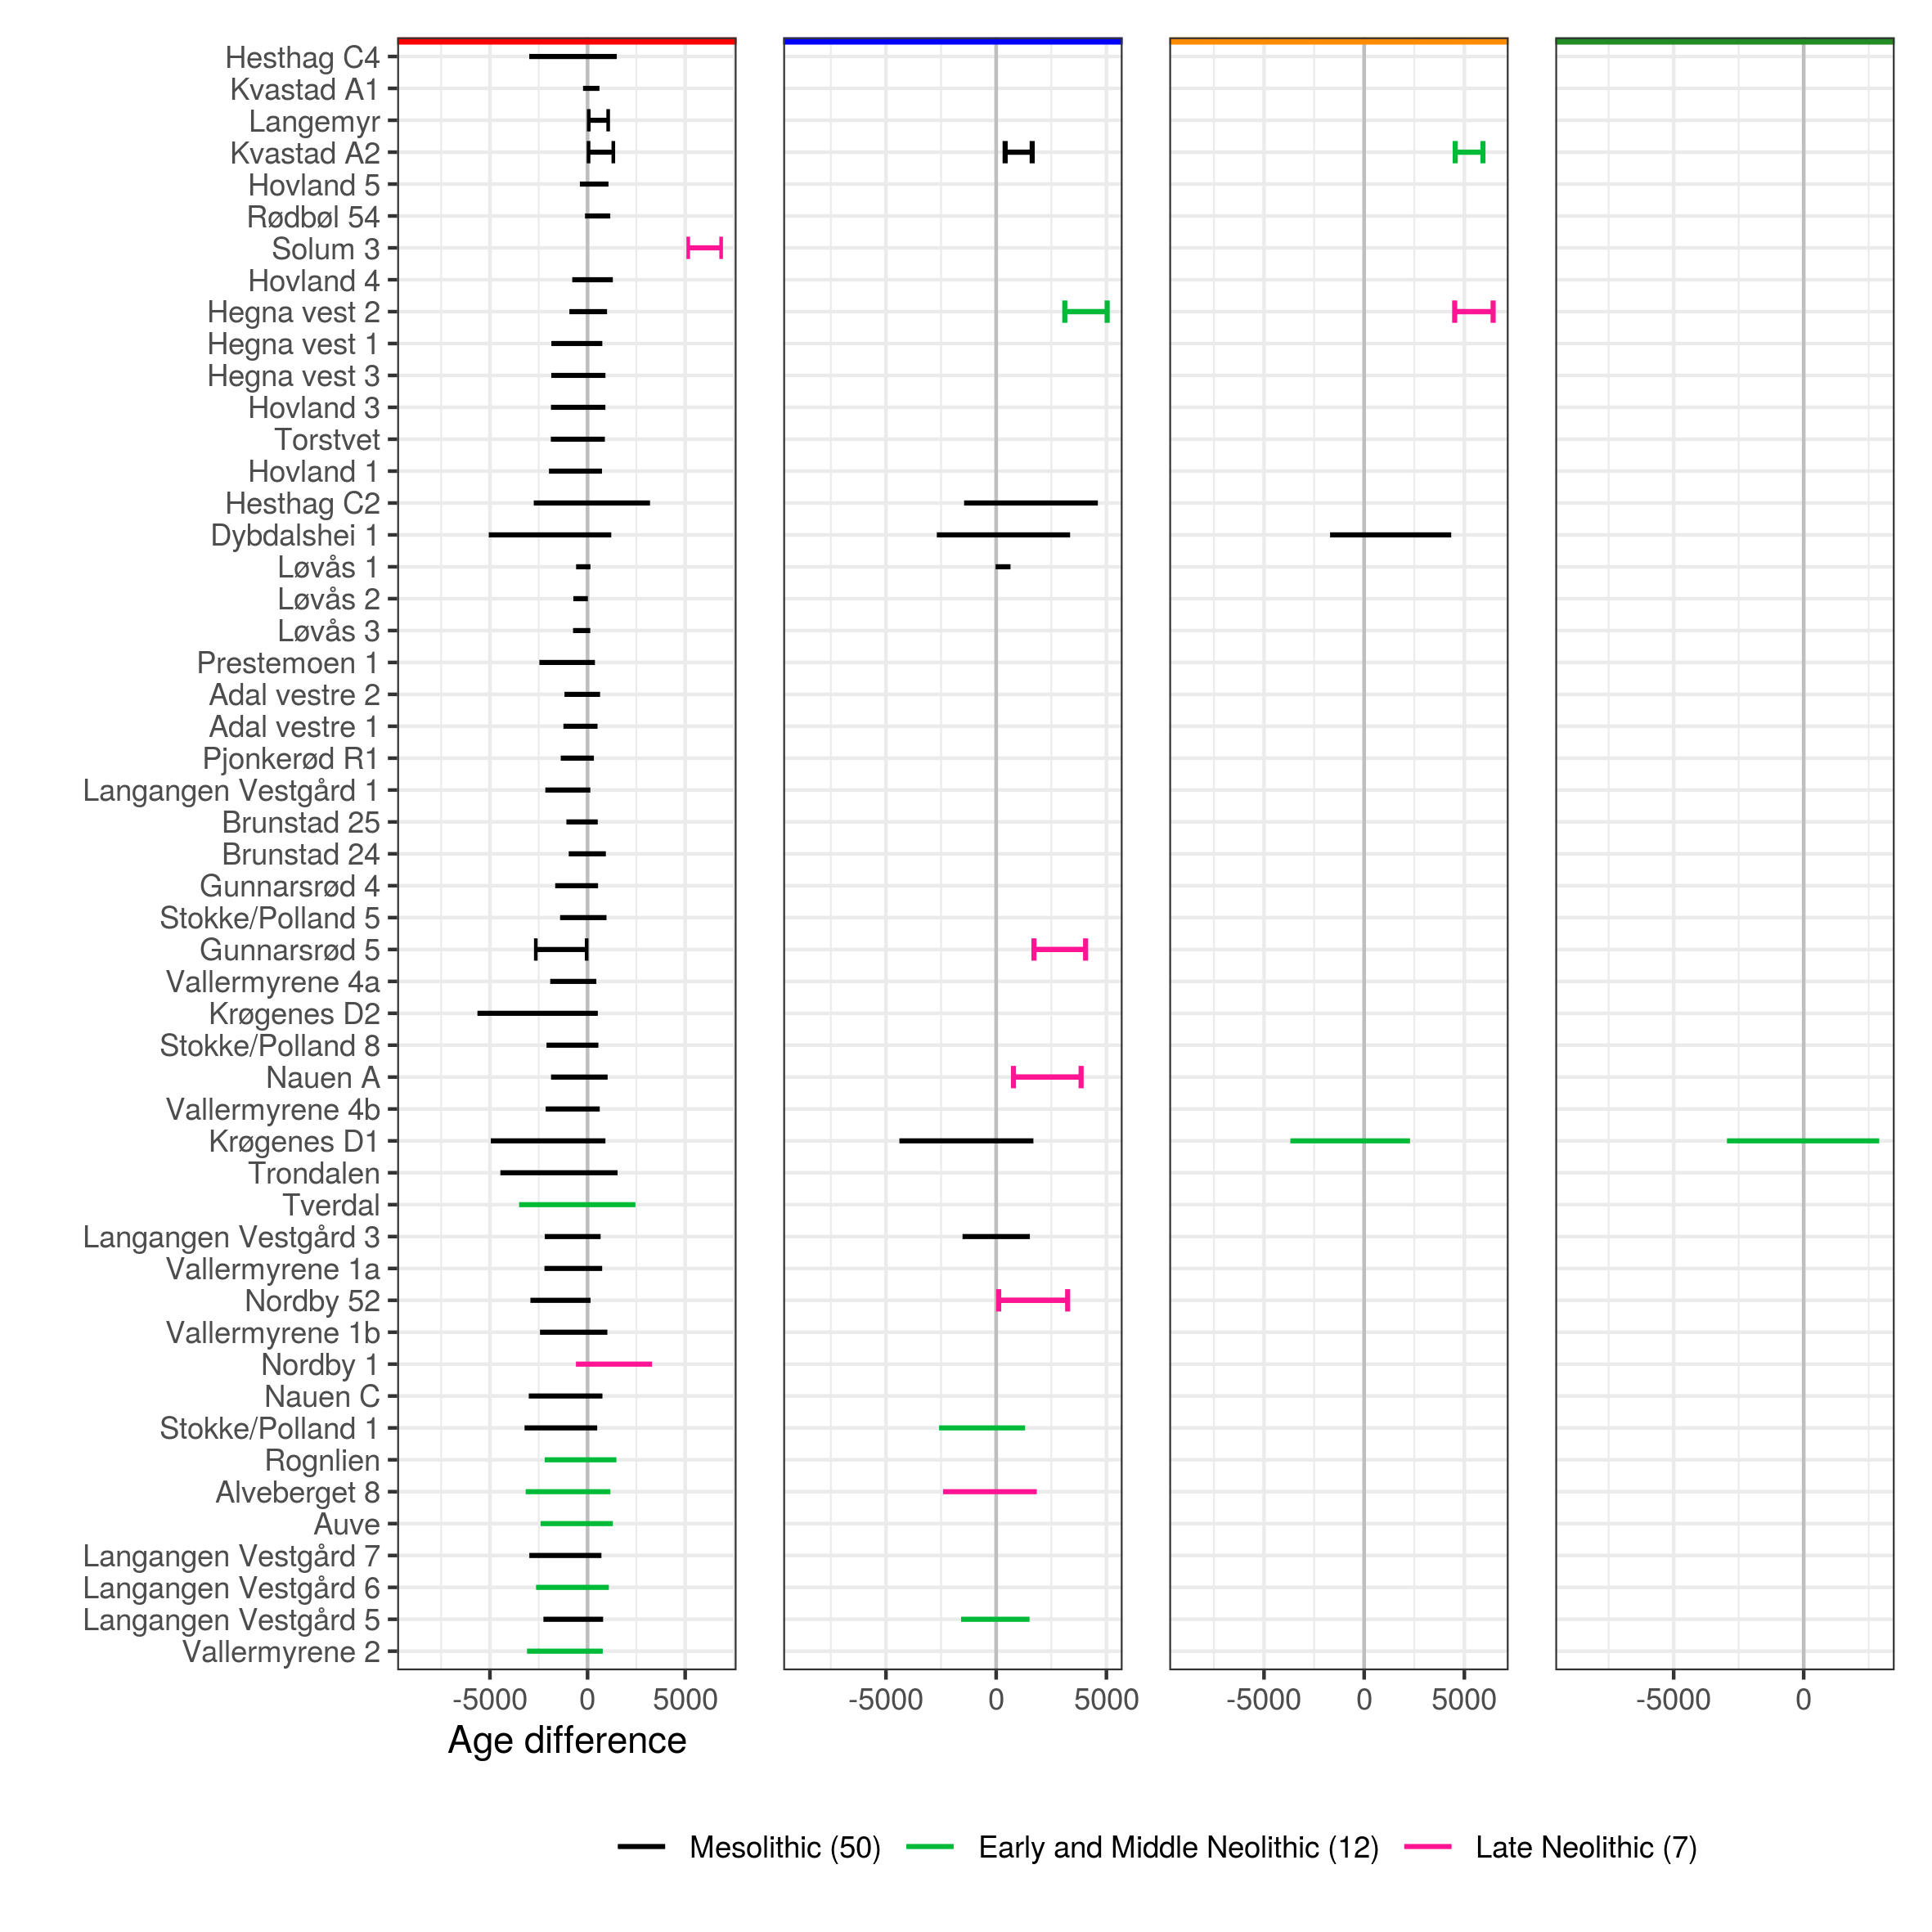 Hesthag C4
Kvastad A1
Langemyr
Kvastad A2
Hovland 5
Rødbøl 54
Solum 3
Hovland 4
Hegna vest 2
Hegna vest 1
Hegna vest 3
Hovland 3
Torstvet
Hovland 1
Hesthag C2
Dybdalshei 1
Løvås 1
Løvås 2
Løvås 3
Prestemoen 1
Adal vestre 2
Adal vestre 1
Pjonkerød R1
Langangen Vestgård 1
Brunstad 25
Brunstad 24
Gunnarsrød 4
Stokke/Polland 5
Gunnarsrød 5
Vallermyrene 4a
Krøgenes D2
Stokke/Polland 8
Nauen A
Vallermyrene 4b
Krøgenes D1
Trondalen
Tverdal
Langangen Vestgård 3
Vallermyrene 1a
Nordby 52
Vallermyrene 1b
Nordby 1
Nauen C
Stokke/Polland 1
Rognlien
Alveberget 8
Auve
Langangen Vestgård 7
Langangen Vestgård 6
Langangen Vestgård 5
Vallermyrene 2
-5000 0 5000 -5000 0 5000 -5000 0 5000 -5000 0
Age difference
Mesolithic (50) Early and Middle Neolithic (12) Late Neolithic (7)